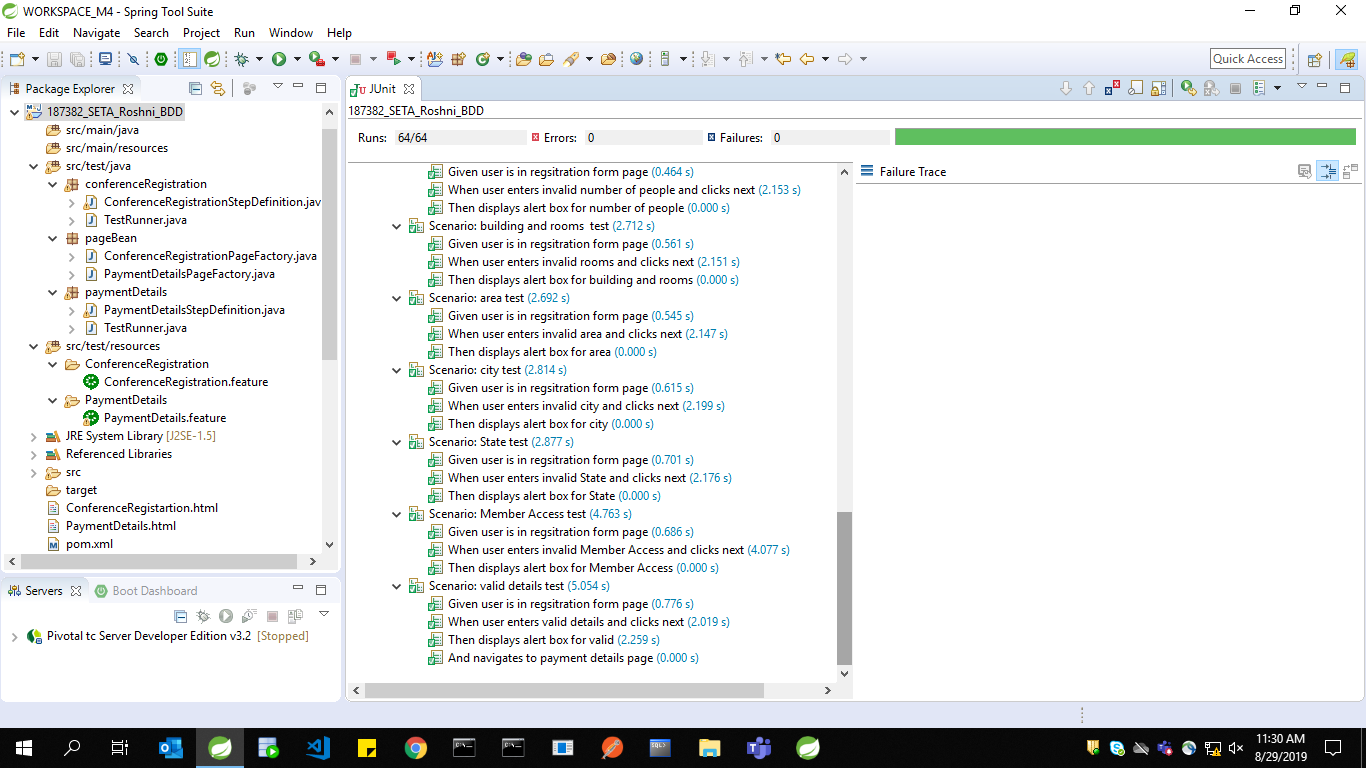 WORKSPACE_M4 - Spring Tool Suite
File Edit Navigate Search Project Run Window Help
Quick Access
Package Explorer
187382_SETA_Roshni_BDD
src/main/java
src/main/resources
src/test/java
conferenceRegistration
ConferenceRegistrationStepDefinition.jav
TestRunner.java
pageBean
ConferenceRegistrationPageFactory.java
PaymentDetailsPageFactory.java
paymentDetails
PaymentDetailsStepDefinition.java
TestRunner.java
src/test/resources
ConferenceRegistration
ConferenceRegistration.feature
PaymentDetails
PaymentDetails.feature
JRE System Library [J2SE-1.5]
Referenced Libraries
src
target
ConferenceRegistartion.html
PaymentDetails.html
pom.xml
Servers Boot Dashboard
Pivotal tc Server Developer Edition v3.2 [Stopped]
JUnit
187382_SETA_Roshni_BDD
Runs: 64/64 Errors: 0 Failures: 0
Given user is in regsitration form page (0.464 s)
When user enters invalid number of people and clicks next (2.153 s)
Then displays alert box for number of people (0.000 s)
Scenario: building and rooms test (2.712 s)
Given user is in regsitration form page (0.561 s)
When user enters invalid rooms and clicks next (2.151 s)
Then displays alert box for building and rooms (0.000 s)
Scenario: area test (2.692 s)
Given user is in regsitration form page (0.545 s)
When user enters invalid area and clicks next (2.147 s)
Then displays alert box for area (0.000 s)
Scenario: city test (2.814 s)
Given user is in regsitration form page (0.615 s)
When user enters invalid city and clicks next (2.199 s)
Then displays alert box for city (0.000 s)
Scenario: State test (2.877 s)
Given user is in regsitration form page (0.701 s)
When user enters invalid State and clicks next (2.176 s)
Then displays alert box for State (0.000 s)
Scenario: Member Access test (4.763 s)
Given user is in regsitration form page (0.686 s)
When user enters invalid Member Access and clicks next (4.077 s)
Then displays alert box for Member Access (0.000 s)
Scenario: valid details test (5.054 s)
Given user is in regsitration form page (0.776 s)
When user enters valid details and clicks next (2.019 s)
Then displays alert box for valid (2.259 s)
And navigates to payment details page (0.000 s)
Failure Trace
11:30 AM
8/29/2019